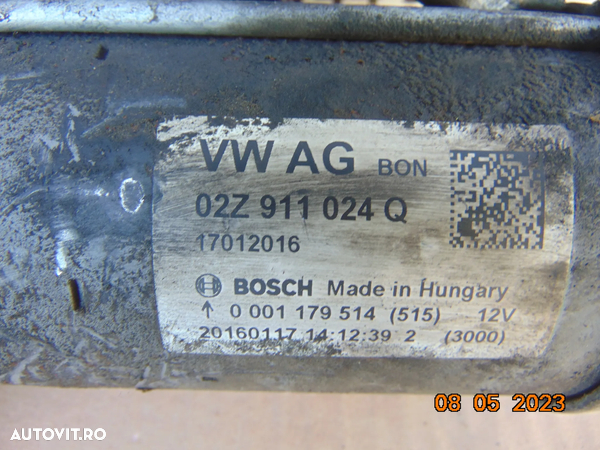 VW AG BON
02Z 911 024 Q
17012016
BOSCH Made in Hungary
↑ 0 001 179 514 (515) 12V
20160117 14:12:39 2 (3000)
08 05 2023
AUTOVIT.RO